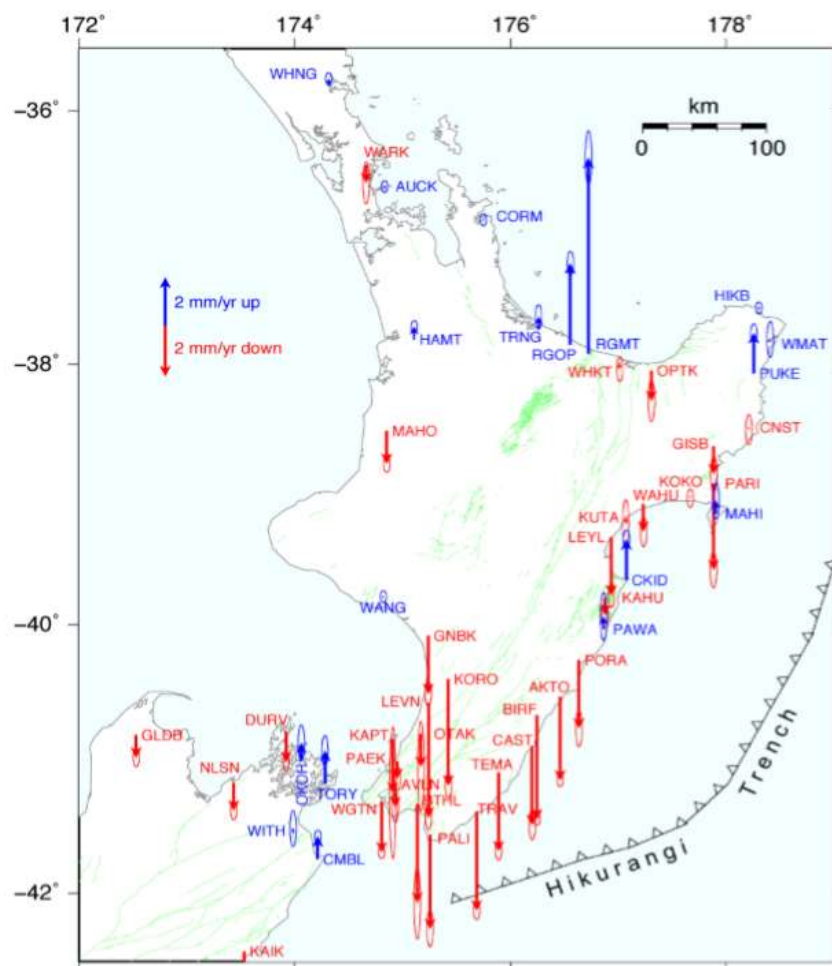 172° 174° 176° 178°
WHNG
−36°
km
0 100
WARK
AUCK
CORM
2 mm/yr up
2 mm/yr down
HIKB
HAMT
TRNG
RGOP
RGMT
WMAT
−38°
WHKT
OPTK
PUKE
MAHO
CNST
GISB
KOKO
PARI
WAHU
KUTA
MAHI
LEYL
CKID
WANG
KAHU
−40°
PAWA
GNBK
PORA
KORO
AKTO
LEVN
BIRF
DURV
GLDB
KAPT
OTAK
CAST
PAEK
NLSN
OKOH
TEMA
TORY
AVLN
WGTN
TRAV
WITH
PALI
CMBL
Hikurangi Trench
−42°
KAIK